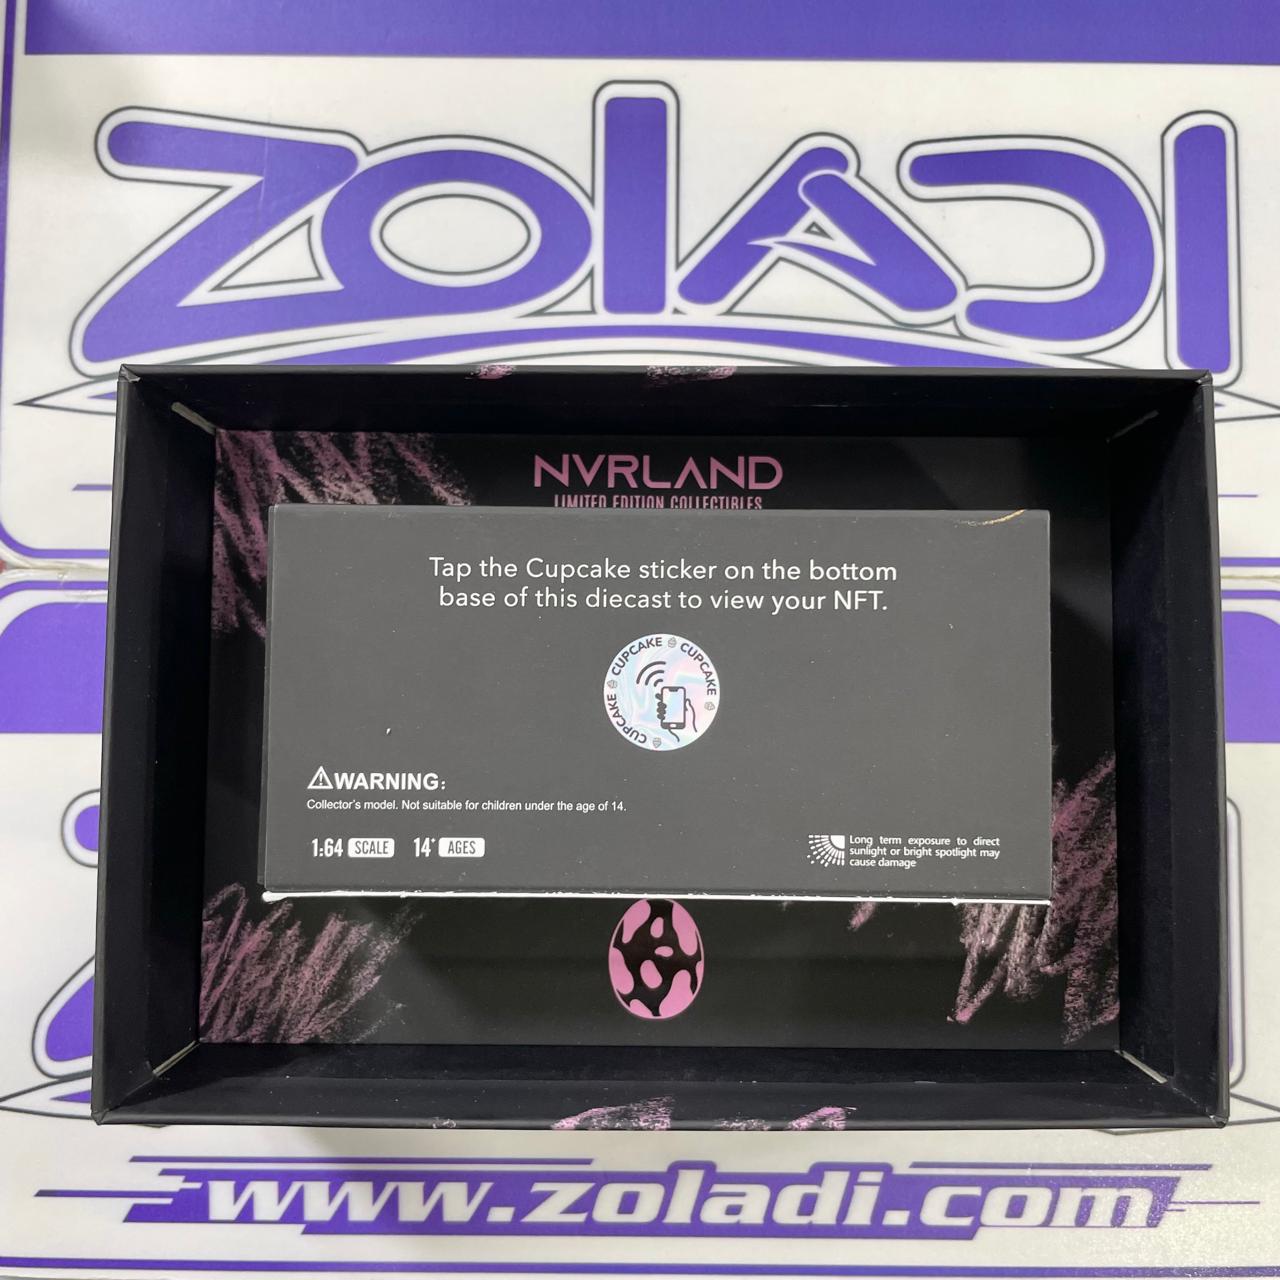 ZOLADI
NVRLAND
LIMITED EDITION COLLECTIBLES
Tap the Cupcake sticker on the bottom
base of this diecast to view your NFT.
CUPCAKE CUPCAKE CUPCAKE CUPCAKE
WARNING:
Collector's model. Not suitable for children under the age of 14.
1:64 SCALE 14+ AGES
Long term exposure to direct
sunlight or bright spotlight may
cause damage
www.zoladi.com